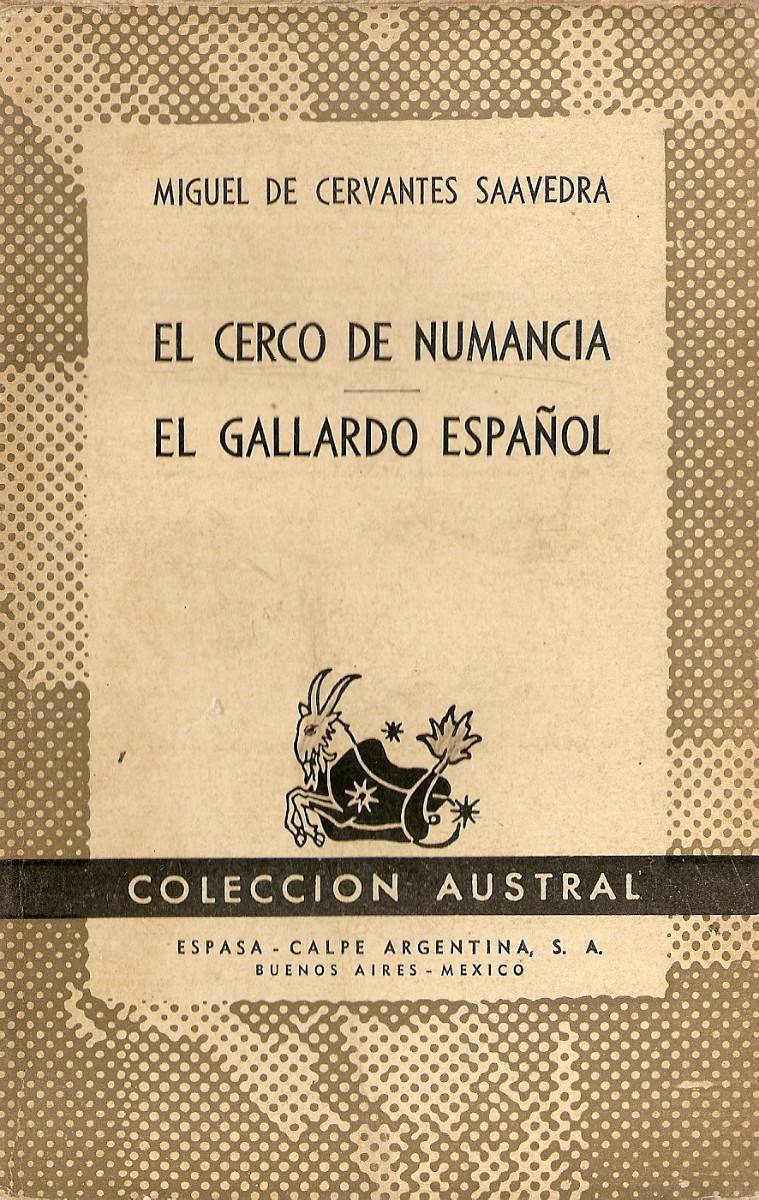 MIGUEL DE CERVANTES SAAVEDRA
EL CERCO DE NUMANCIA
EL GALLARDO ESPAÑOL
COLECCION AUSTRAL
ESPASA - CALPE ARGENTINA, S. A.
BUENOS AIRES - MEXICO